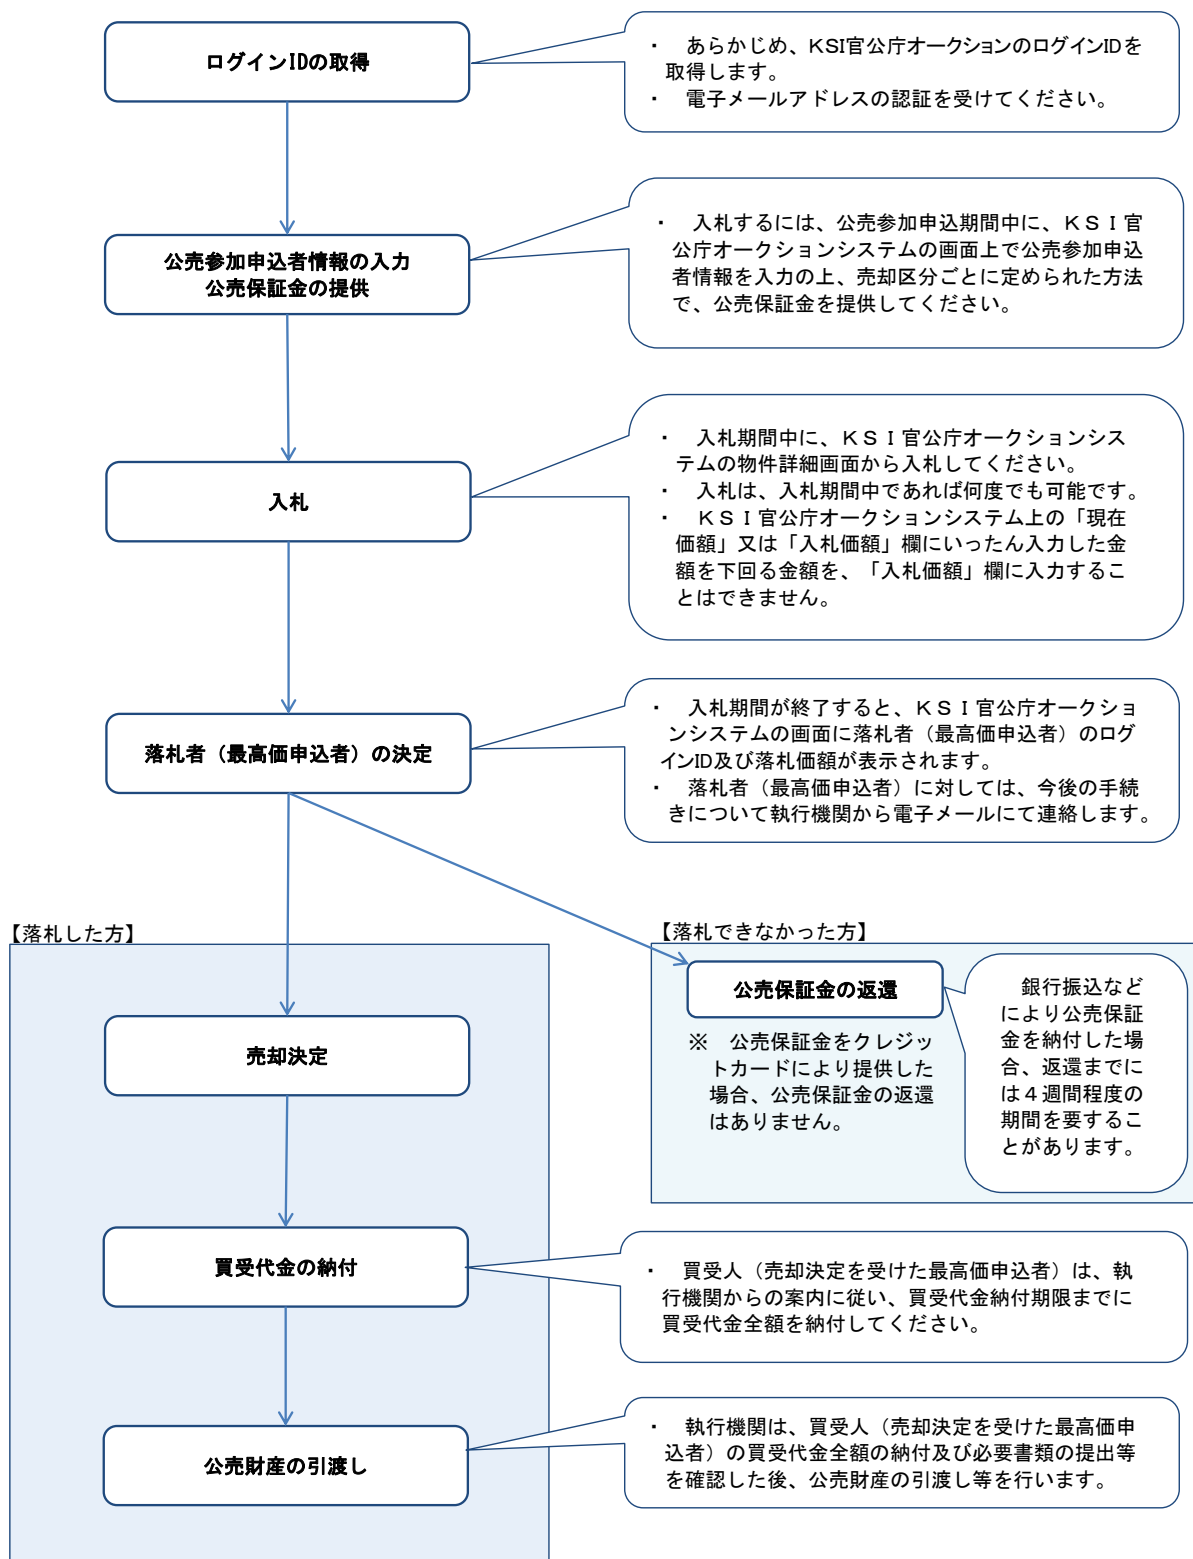 ログインIDの取得
・　あらかじめ、KSI官公庁オークションのログインIDを
取得します。
・　電子メールアドレスの認証を受けてください。
公売参加申込者情報の入力
公売保証金の提供
・　入札するには、公売参加申込期間中に、ＫＳＩ官
公庁オークションシステムの画面上で公売参加申込
者情報を入力の上、売却区分ごとに定められた方法
で、公売保証金を提供してください。
入札
・　入札期間中に、ＫＳＩ官公庁オークションシス
テムの物件詳細画面から入札してください。
・　入札は、入札期間中であれば何度でも可能です。
・　ＫＳＩ官公庁オークションシステム上の「現在
価額」又は「入札価額」欄にいったん入力した金
額を下回る金額を、「入札価額」欄に入力するこ
とはできません。
落札者（最高価申込者）の決定
・　入札期間が終了すると、ＫＳＩ官公庁オークショ
ンシステムの画面に落札者（最高価申込者）のログ
インID及び落札価額が表示されます。
・　落札者（最高価申込者）に対しては、今後の手続
きについて執行機関から電子メールにて連絡します。
【落札した方】
【落札できなかった方】
公売保証金の返還
※　公売保証金をクレジッ
トカードにより提供した
場合、公売保証金の返還
はありません。
銀行振込など
により公売保証
金を納付した場
合、返還までに
は４週間程度の
期間を要するこ
とがあります。
売却決定
買受代金の納付
・　買受人（売却決定を受けた最高価申込者）は、執
行機関からの案内に従い、買受代金納付期限までに
買受代金全額を納付してください。
公売財産の引渡し
・　執行機関は、買受人（売却決定を受けた最高価申
込者）の買受代金全額の納付及び必要書類の提出等
を確認した後、公売財産の引渡し等を行います。